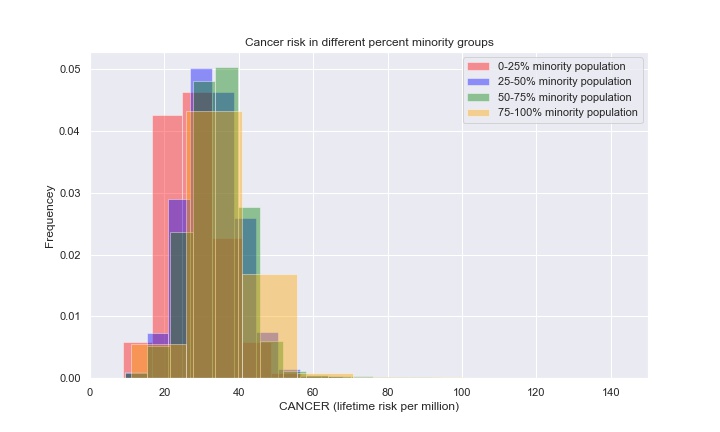 Cancer risk in different percent minority groups
0-25% minority population
25-50% minority population
50-75% minority population
75-100% minority population
0.05
0.04
0.03
0.02
0.01
0.00
Frequencey
0 20 40 60 80 100 120 140
CANCER (lifetime risk per million)